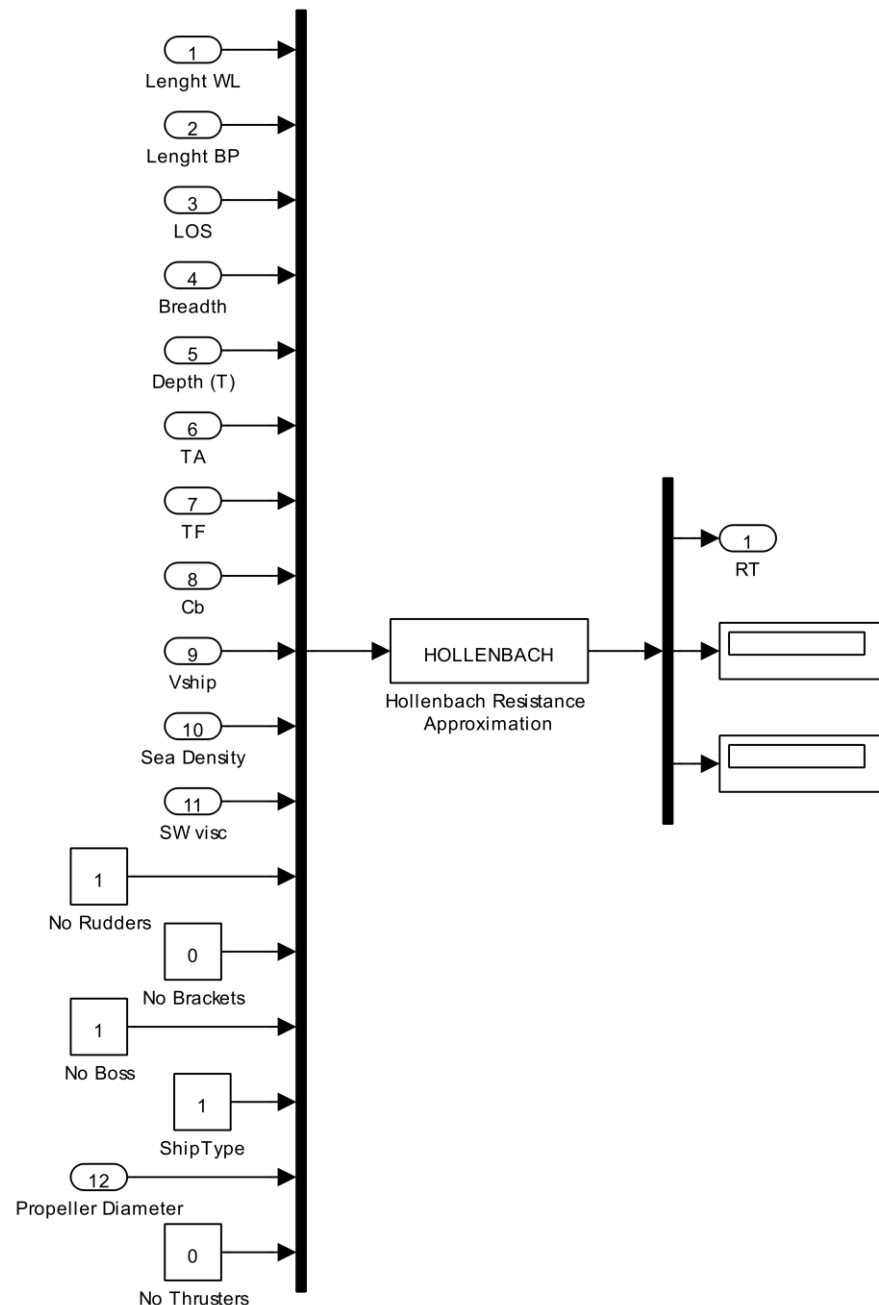 1
Lenght WL
2
Lenght BP
3
LOS
4
Breadth
5
Depth (T)
6
TA
7
TF
8
Cb
9
Vship
10
Sea Density
11
SW visc
1
No Rudders
0
No Brackets
1
No Boss
1
ShipType
12
Propeller Diameter
0
No Thrusters
HOLLENBACH
Hollenbach Resistance
Approximation
1
RT